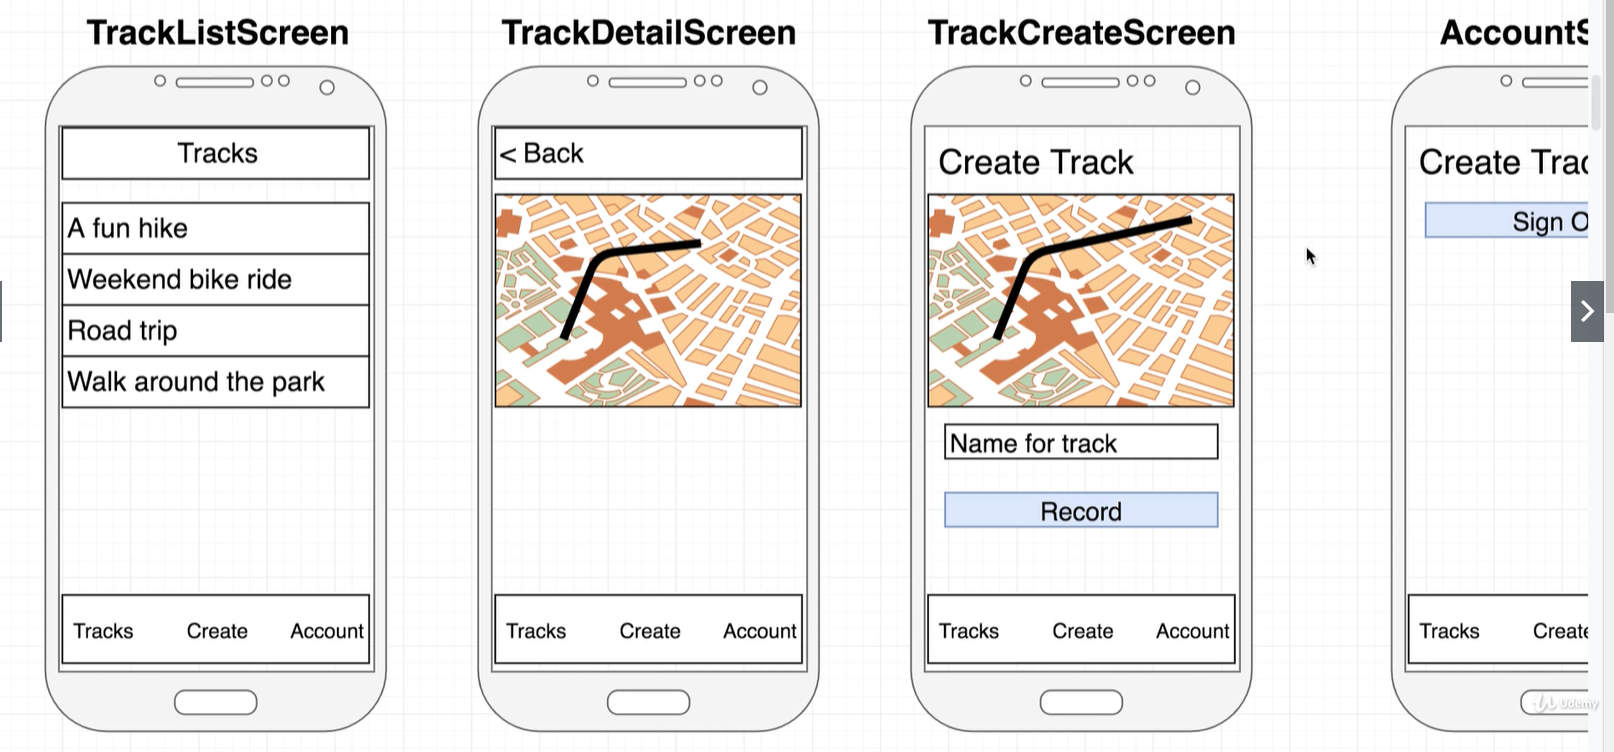 TrackListScreen
Tracks
A fun hike
Weekend bike ride
Road trip
Walk around the park
Tracks Create Account
TrackDetailScreen
< Back
Tracks Create Account
TrackCreateScreen
Create Track
Name for track
Record
Tracks Create Account
AccountS
Create Trac
Sign O
Tracks Create
Udemy